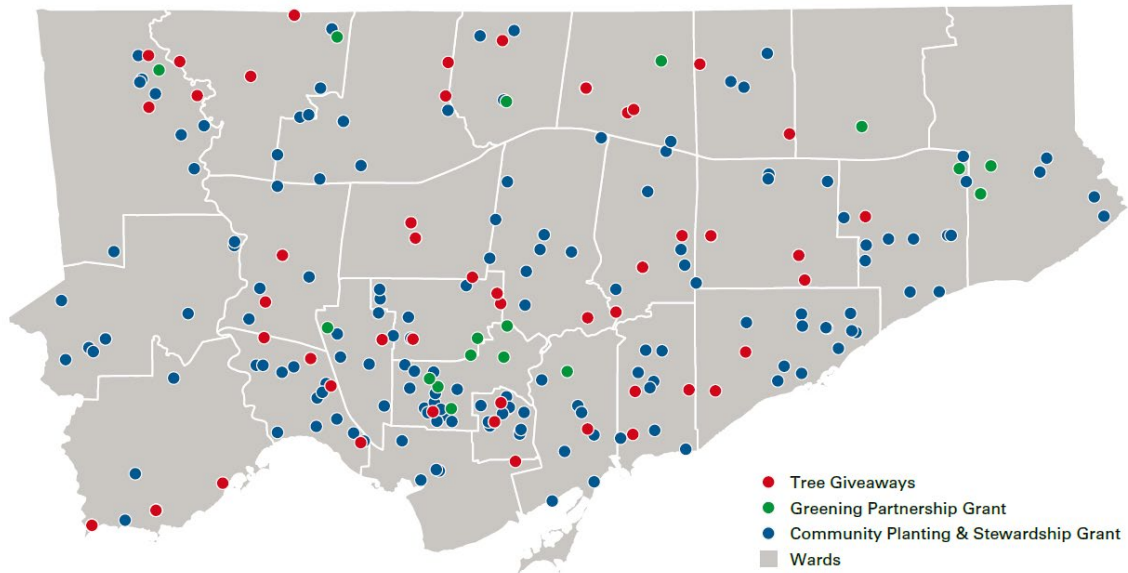 Tree Giveaways
Greening Partnership Grant
Community Planting & Stewardship Grant
Wards